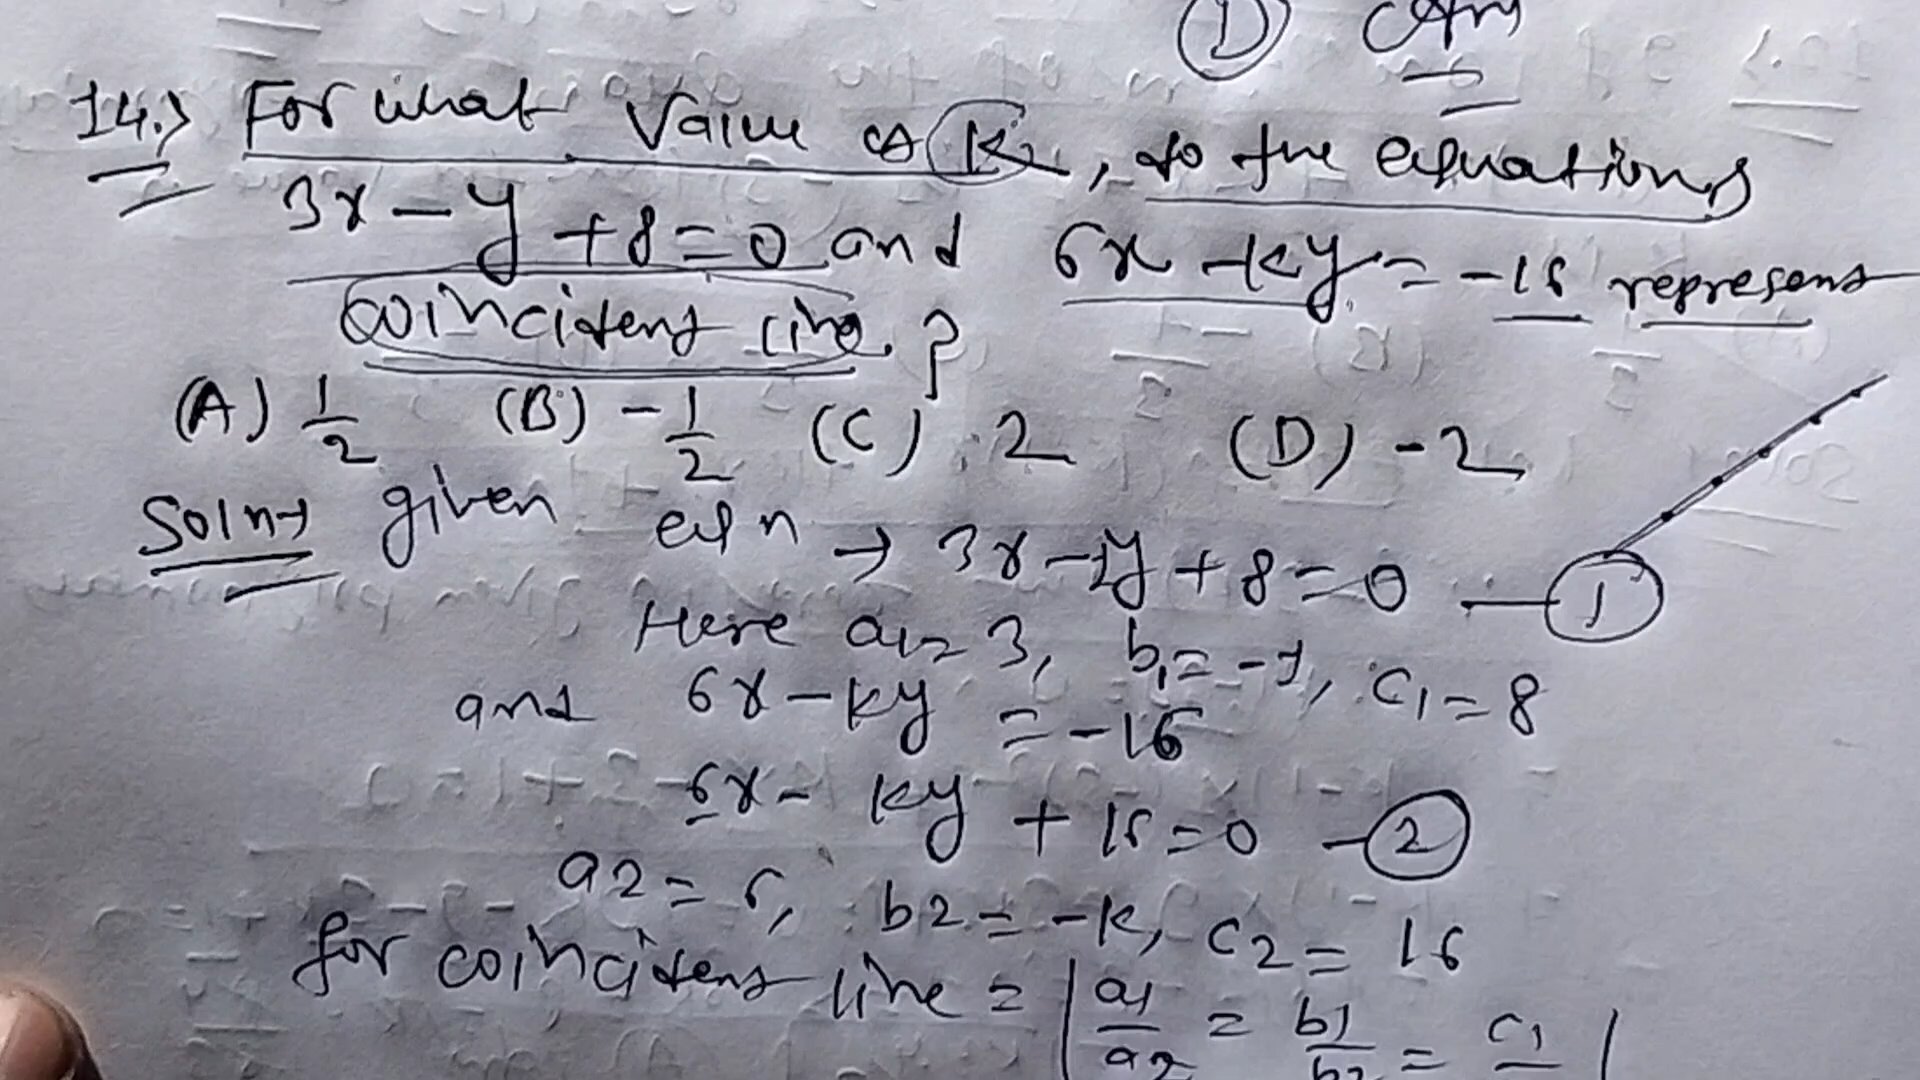 (D) Ans
14.) For what value of K, do the equations
3x - y + 8 = 0 and 6x - ky = -16 represent
coincident line ?
(A) 1/2 (B) -1/2 (C) 2 (D) -2
Soln→ given eqn → 3x - 1y + 8 = 0 — (1)
Here a1 = 3, b1 = -1, c1 = 8
and 6x - ky = -16
6x - ky + 16 = 0 — (2)
a2 = 6, b2 = -k, c2 = 16
for coincident line = | a1/a2 = b1/b2 = c1 |